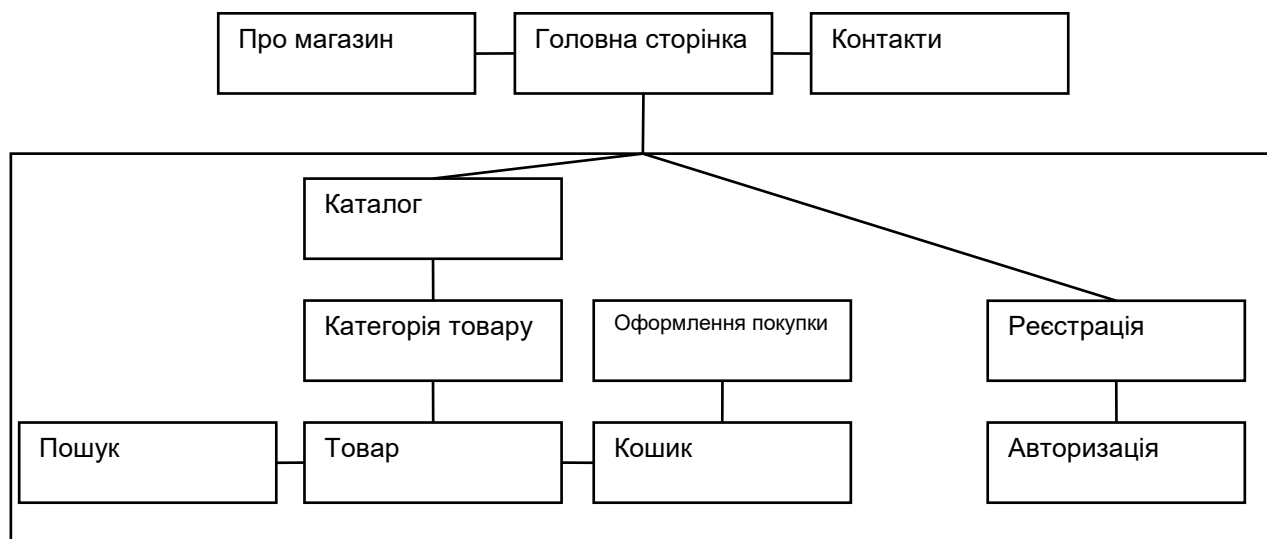 Про магазин
Головна сторінка
Контакти
Каталог
Категорія товару
Оформлення покупки
Реєстрація
Пошук
Товар
Кошик
Авторизація